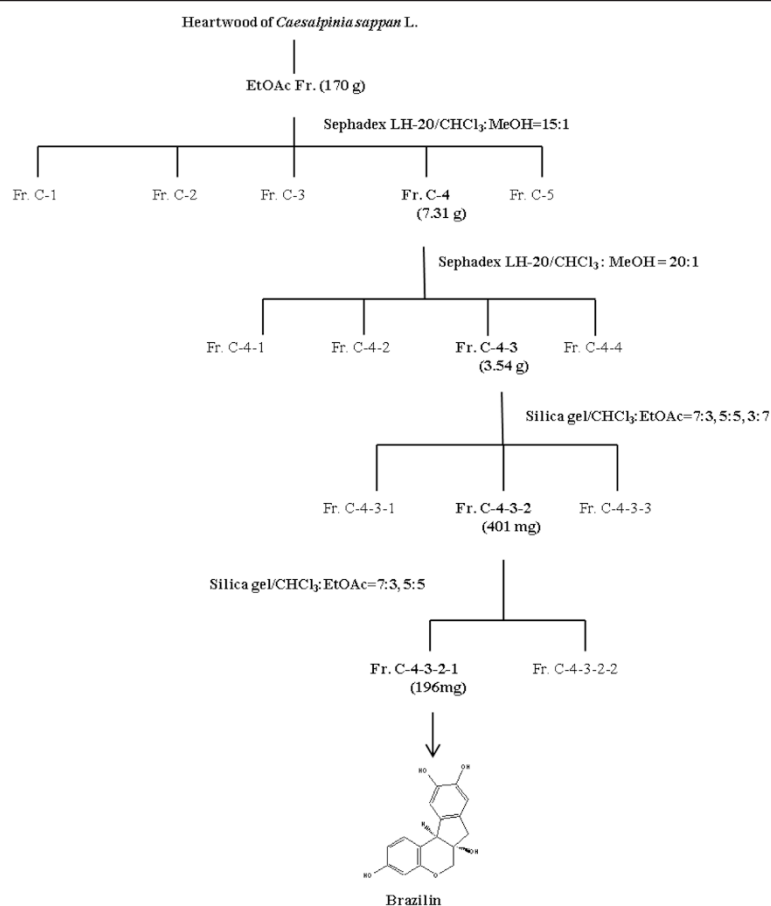 Heartwood of Caesalpinia sappan L.
EtOAc Fr. (170 g)
Sephadex LH-20/CHCl₃:MeOH=15:1
Fr. C-1 Fr. C-2 Fr. C-3 Fr. C-4 Fr. C-5
(7.31 g)
Sephadex LH-20/CHCl₃: MeOH = 20:1
Fr. C-4-1 Fr. C-4-2 Fr. C-4-3 Fr. C-4-4
(3.54 g)
Silica gel/CHCl₃:EtOAc=7:3, 5:5, 3:7
Fr. C-4-3-1 Fr. C-4-3-2 Fr. C-4-3-3
(401 mg)
Silica gel/CHCl₃:EtOAc=7:3, 5:5
Fr. C-4-3-2-1 Fr. C-4-3-2-2
(196mg)
HO OH
H
OH
HO O
Brazilin